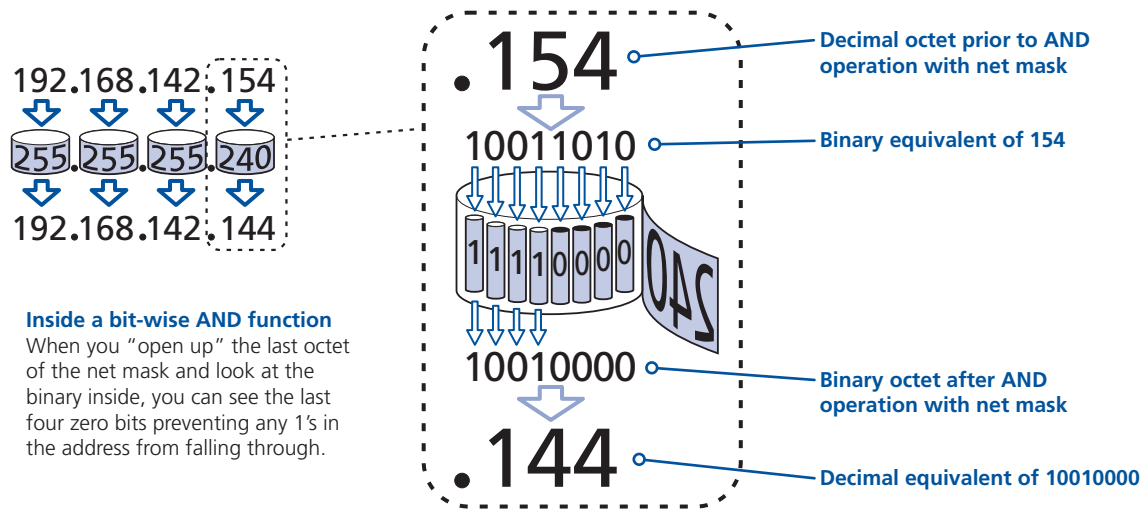 192.168.142.154
255.255.255.240
192.168.142.144
Inside a bit-wise AND function
When you “open up” the last octet
of the net mask and look at the
binary inside, you can see the last
four zero bits preventing any 1’s in
the address from falling through.
.154
10011010
11110000
240
10010000
.144
Decimal octet prior to AND
operation with net mask
Binary equivalent of 154
Binary octet after AND
operation with net mask
Decimal equivalent of 10010000